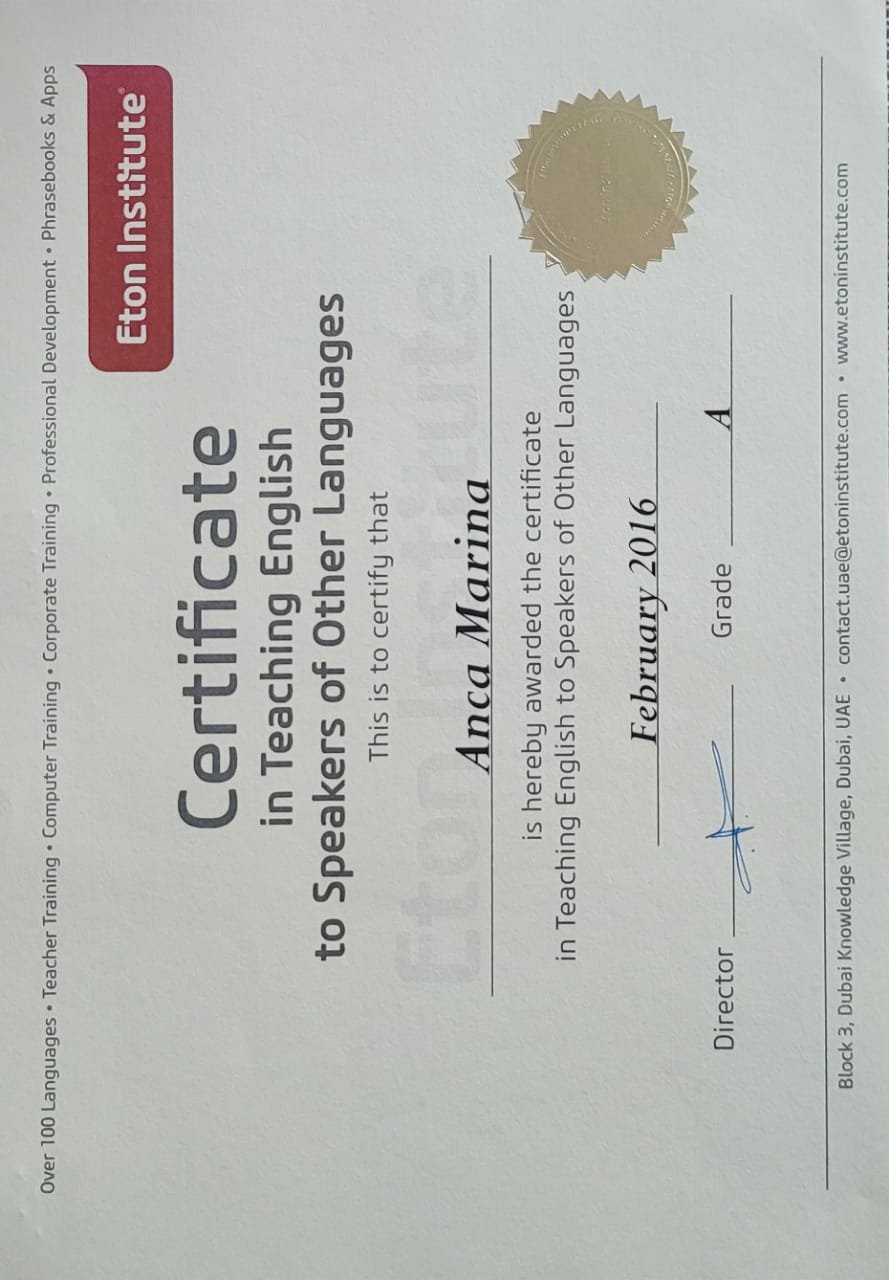 Over 100 Languages • Teacher Training • Computer Training • Corporate Training • Professional Development • Phrasebooks & Apps
Eton Institute®
Certificate
in Teaching English
to Speakers of Other Languages
This is to certify that
Eton Institute
Anca Marina
is hereby awarded the certificate
in Teaching English to Speakers of Other Languages
February 2016
Director
Grade A
Block 3, Dubai Knowledge Village, Dubai, UAE • contact.uae@etoninstitute.com • www.etoninstitute.com